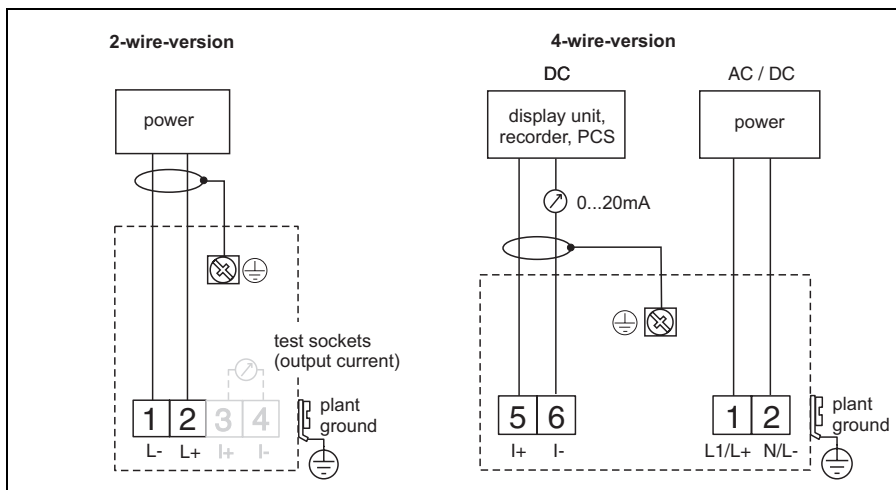 2-wire-version
power
test sockets
(output current)
1 2 3 4
L- L+ I+ I-
plant
ground
4-wire-version
DC
display unit,
recorder, PCS
0...20mA
AC / DC
power
5 6
I+ I-
1 2
L1/L+ N/L-
plant
ground